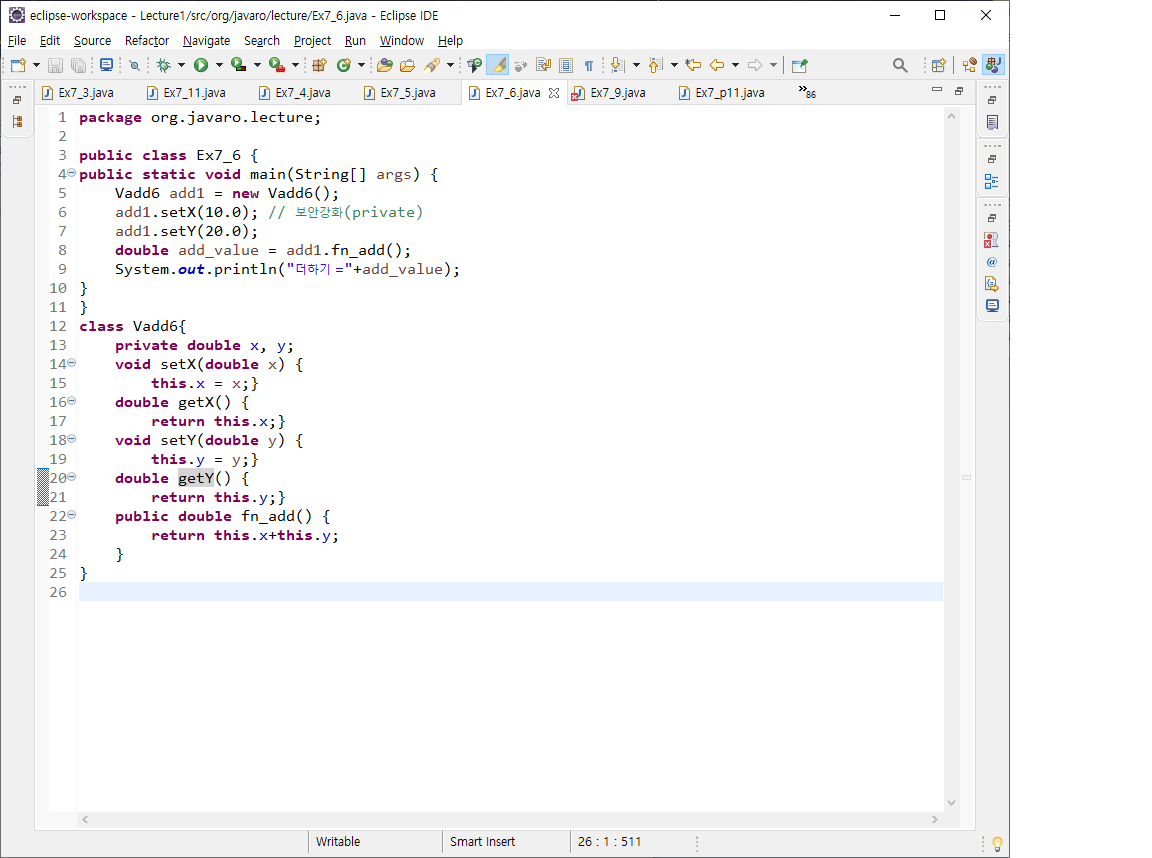 eclipse-workspace - Lecture1/src/org/javaro/lecture/Ex7_6.java - Eclipse IDE
File Edit Source Refactor Navigate Search Project Run Window Help
Ex7_3.java Ex7_11.java Ex7_4.java Ex7_5.java Ex7_6.java Ex7_9.java Ex7_p11.java »86
1 package org.javaro.lecture;
2
3 public class Ex7_6 {
4 public static void main(String[] args) {
5 Vadd6 add1 = new Vadd6();
6 add1.setX(10.0); // 보안강화(private)
7 add1.setY(20.0);
8 double add_value = add1.fn_add();
9 System.out.println("더하기 ="+add_value);
10 }
11 }
12 class Vadd6{
13 private double x, y;
14 void setX(double x) {
15 this.x = x;}
16 double getX() {
17 return this.x;}
18 void setY(double y) {
19 this.y = y;}
20 double getY() {
21 return this.y;}
22 public double fn_add() {
23 return this.x+this.y;
24 }
25 }
26
Writable Smart Insert 26 : 1 : 511